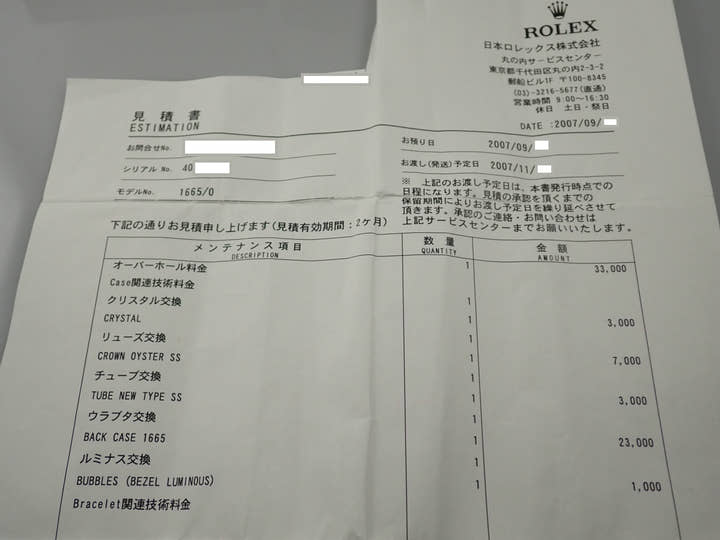 ROLEX
日本ロレックス株式会社
丸の内サービスセンター
東京都千代田区丸の内2-3-2
郵船ビル1F 〒100-8345
(03)-3216-5677(直通)
営業時間 9:00〜16:30
休日 土日・祭日
DATE :2007/09/
見積書
ESTIMATION
お問合せNo.
シリアルNo. 40
モデルNo. 1665/0
お預り日 2007/09/
お渡し(発送)予定日 2007/11/
※ 上記のお渡し予定日は、本書発行時点での
日程になります。見積の承認を頂くまでの
保留期間によりお渡し予定日を繰り延べさせて
頂きます。承認のご連絡・お問い合わせは
上記サービスセンターまでお願いいたします。
下記の通りお見積申し上げます(見積有効期間:2ケ月)
メンテナンス項目 数量 金額
DESCRIPTION QUANTITY AMOUNT
オーバーホール料金 1 33,000
Case関連技術料金
クリスタル交換 1
CRYSTAL 1 3,000
リューズ交換 1
CROWN OYSTER SS 1 7,000
チューブ交換 1
TUBE NEW TYPE SS 1 3,000
ウラブタ交換 1
BACK CASE 1665 1 23,000
ルミナス交換 1
BUBBLES (BEZEL LUMINOUS) 1 1,000
Bracelet関連技術料金